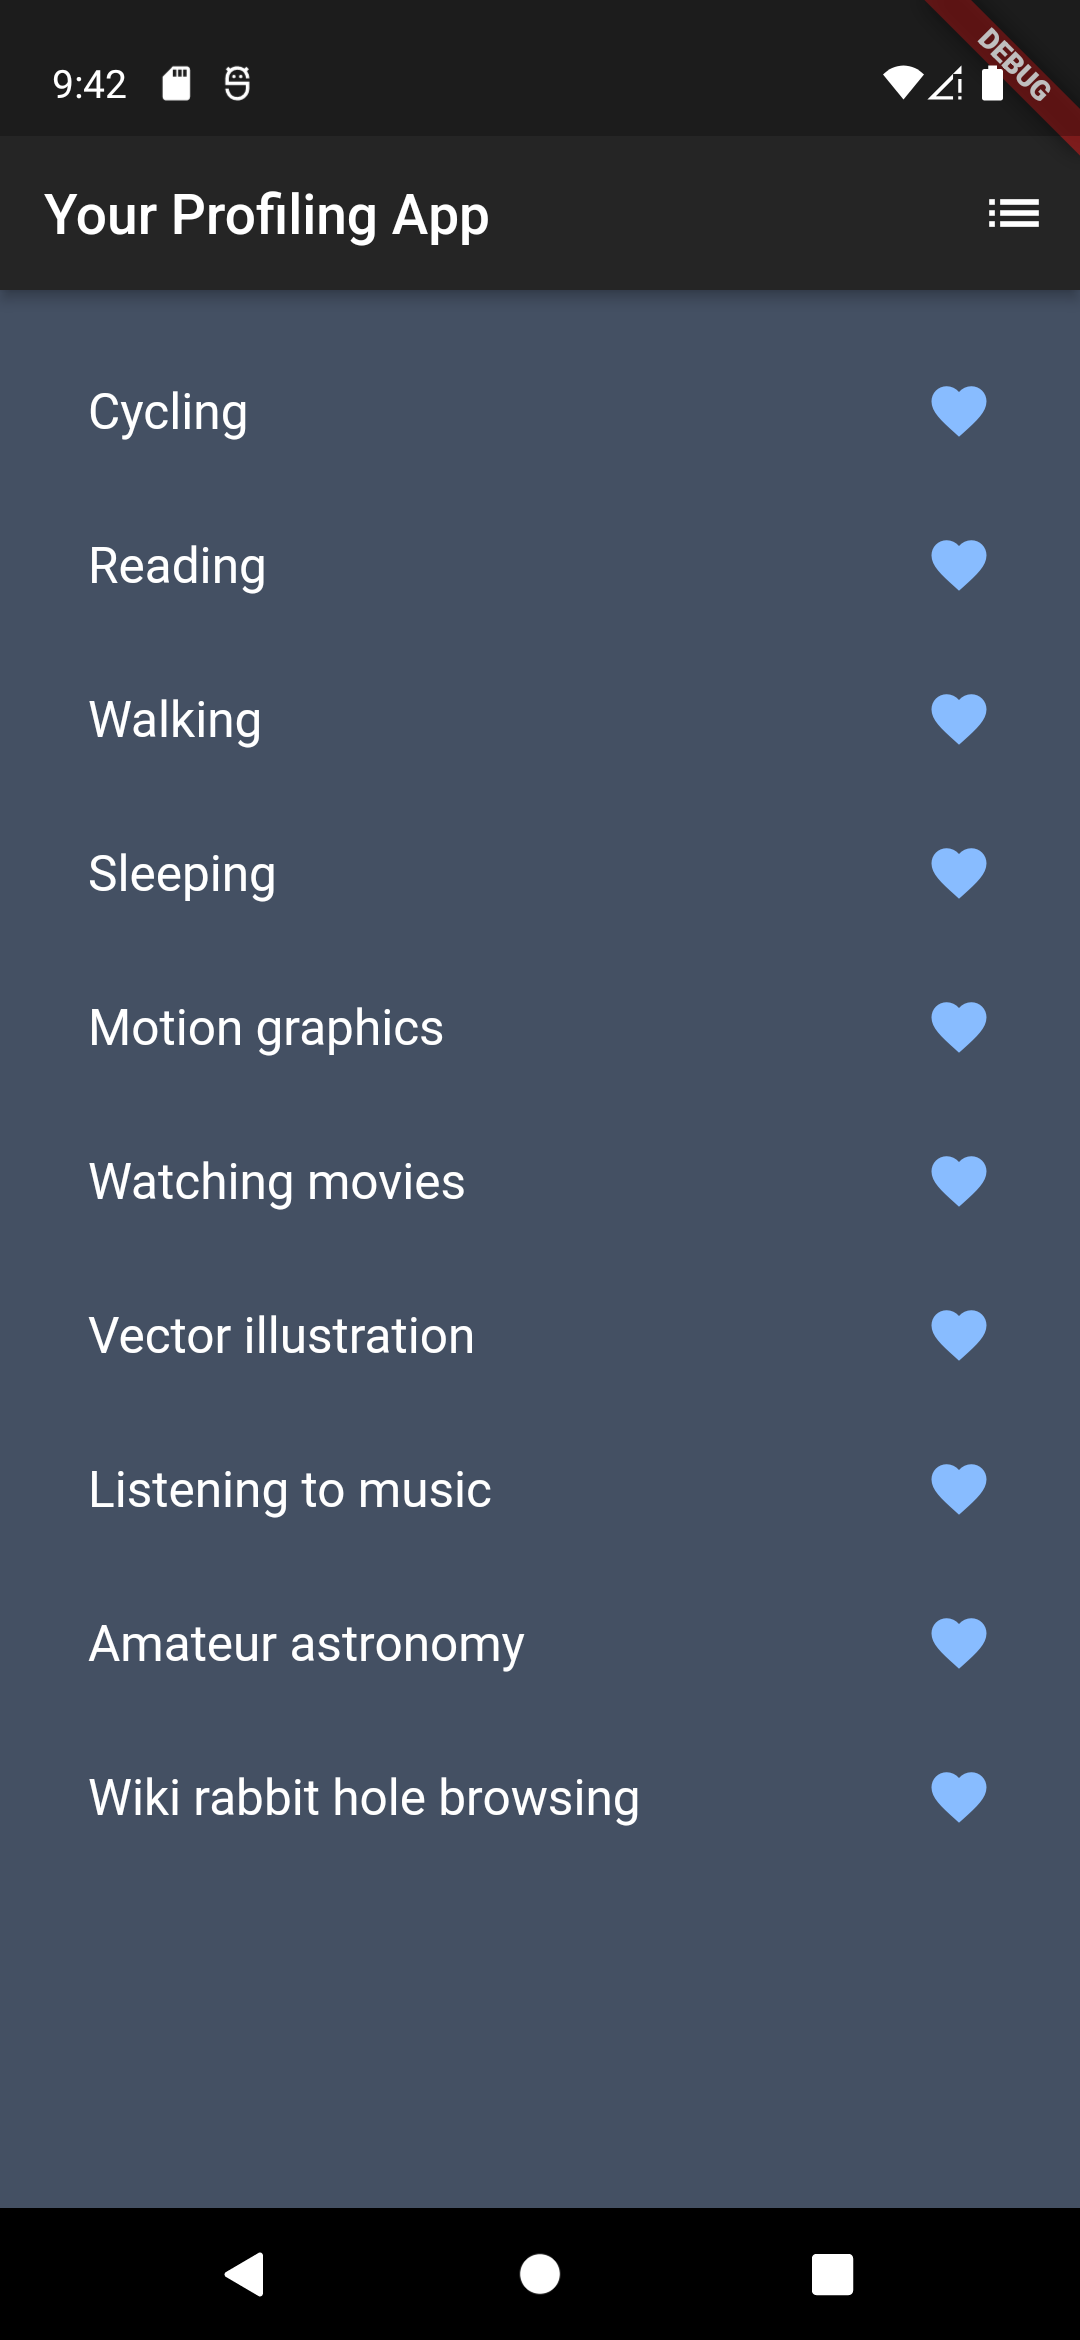 9:42
DEBUG
Your Profiling App
Cycling
Reading
Walking
Sleeping
Motion graphics
Watching movies
Vector illustration
Listening to music
Amateur astronomy
Wiki rabbit hole browsing